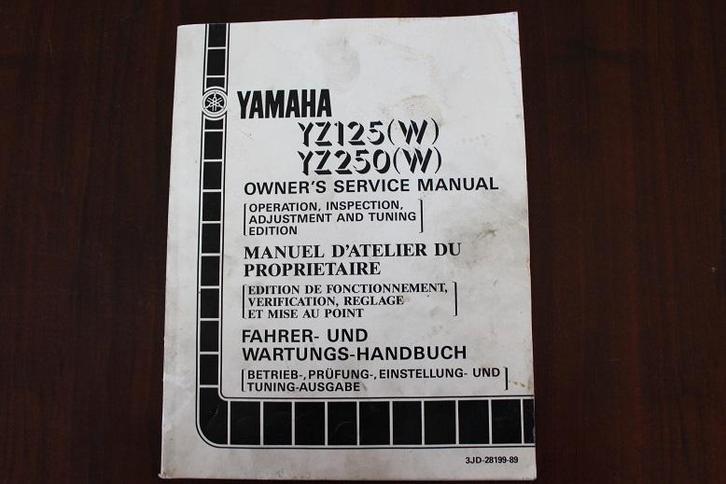 YAMAHA
YZ125(W)
YZ250(W)
OWNER'S SERVICE MANUAL
[OPERATION, INSPECTION,
ADJUSTMENT AND TUNING
EDITION]
MANUEL D'ATELIER DU
PROPRIETAIRE
[EDITION DE FONCTIONNEMENT,
VERIFICATION, REGLAGE
ET MISE AU POINT]
FAHRER- UND
WARTUNGS-HANDBUCH
[BETRIEB-, PRÜFUNG-, EINSTELLUNG- UND
TUNING-AUSGABE]
3JD-28199-89